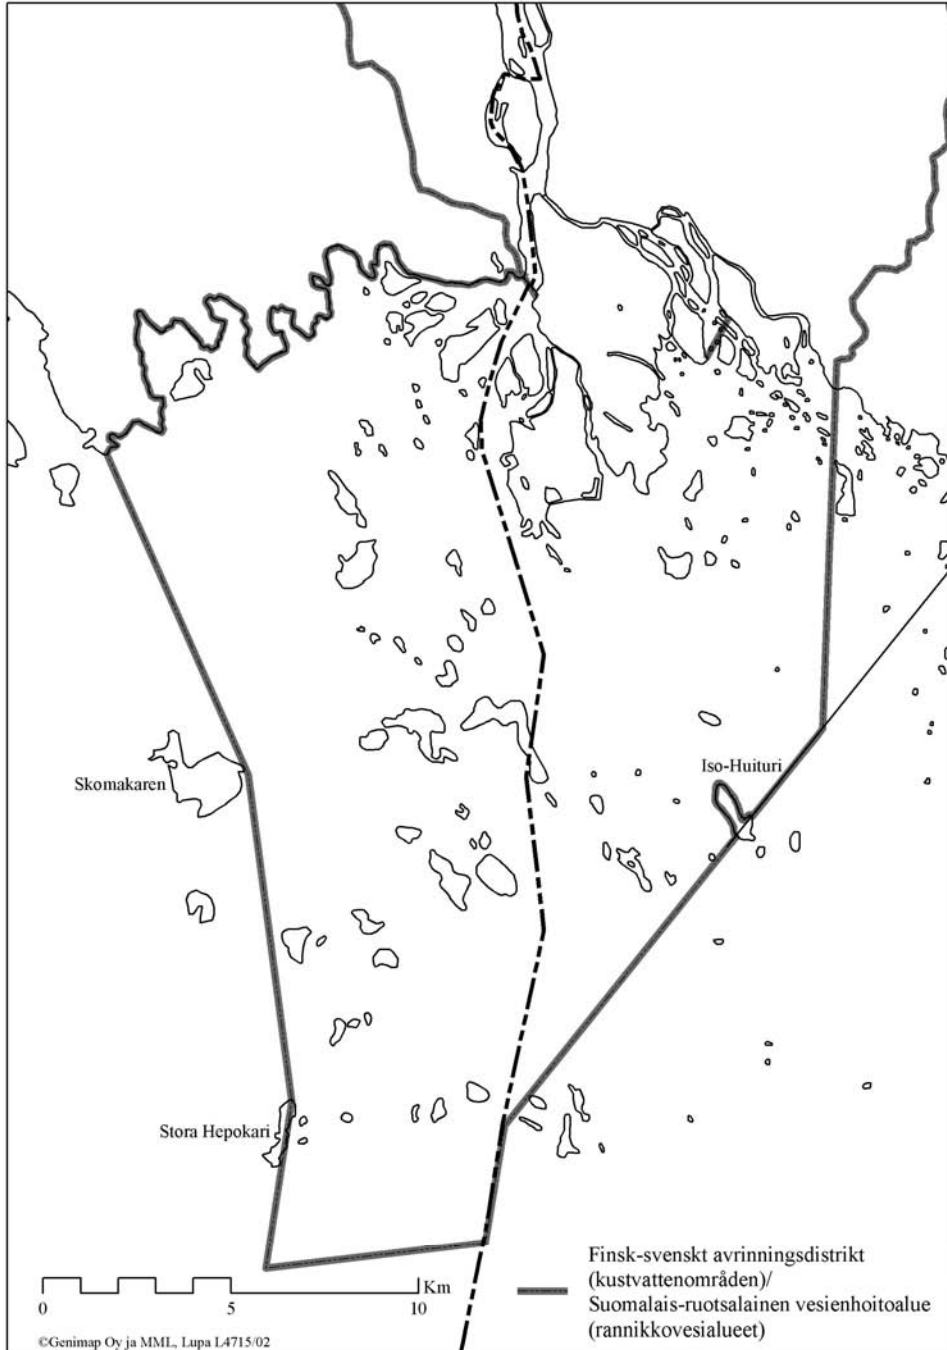 Iso-Huituri
Skomakaren
Stora Hepokari
Finsk-svenskt avrinningsdistrikt
(kustvattenområden)/
Suomalais-ruotsalainen vesienhoitoalue
(rannikkovesialueet)
Km
0 5 10
©Genimap Oy ja MML, Lupa L4715/02